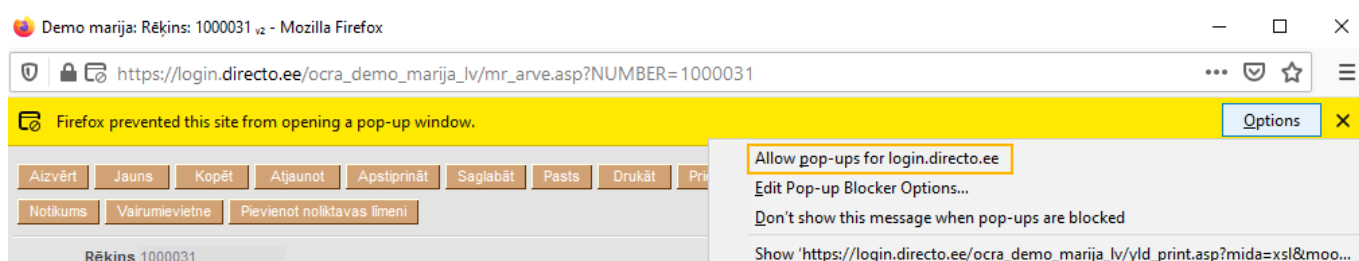 Demo marija: Rēķins: 1000031 v2 - Mozilla Firefox
https://login.directo.ee/ocra_demo_marija_lv/mr_arve.asp?NUMBER=1000031
Firefox prevented this site from opening a pop-up window.
Options
Allow pop-ups for login.directo.ee
Aizvērt Jauns Kopēt Atjaunot Apstiprināt Saglabāt Pasts Drukāt
Edit Pop-up Blocker Options...
Notikums Vairumievietne Pievienot noliktavas līmeni
Don't show this message when pop-ups are blocked
Rēķins 1000031
Show 'https://login.directo.ee/ocra_demo_marija_lv/yld_print.asp?mida=xsl&moo...